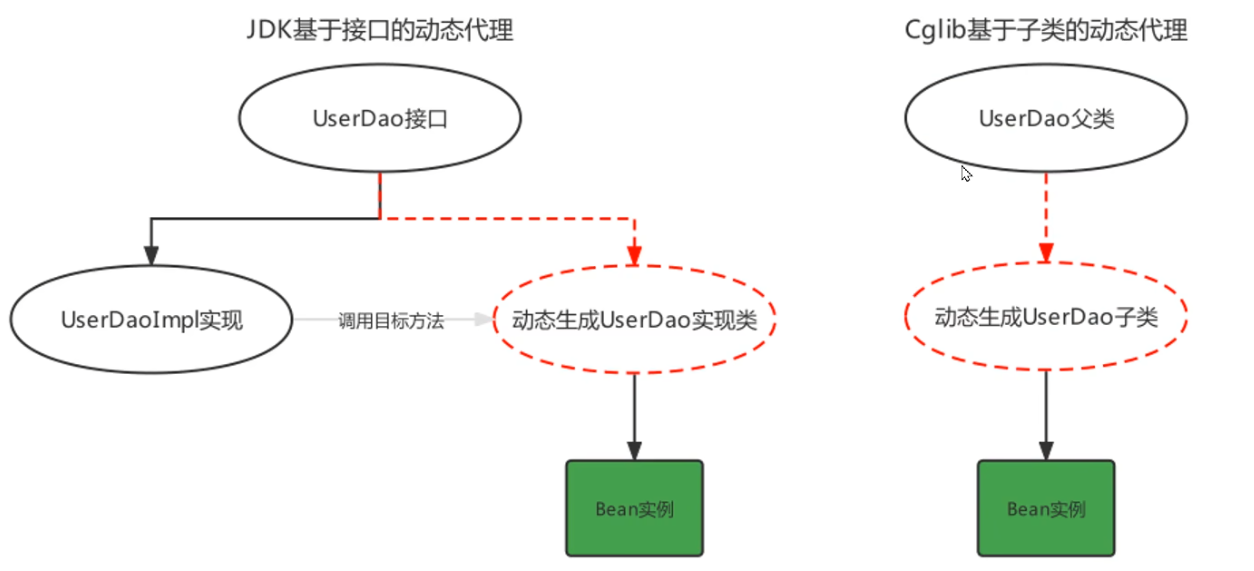 JDK基于接口的动态代理
Cglib基于子类的动态代理
UserDao接口
UserDao父类
UserDaoImpl实现
调用目标方法
动态生成UserDao实现类
动态生成UserDao子类
Bean实例
Bean实例